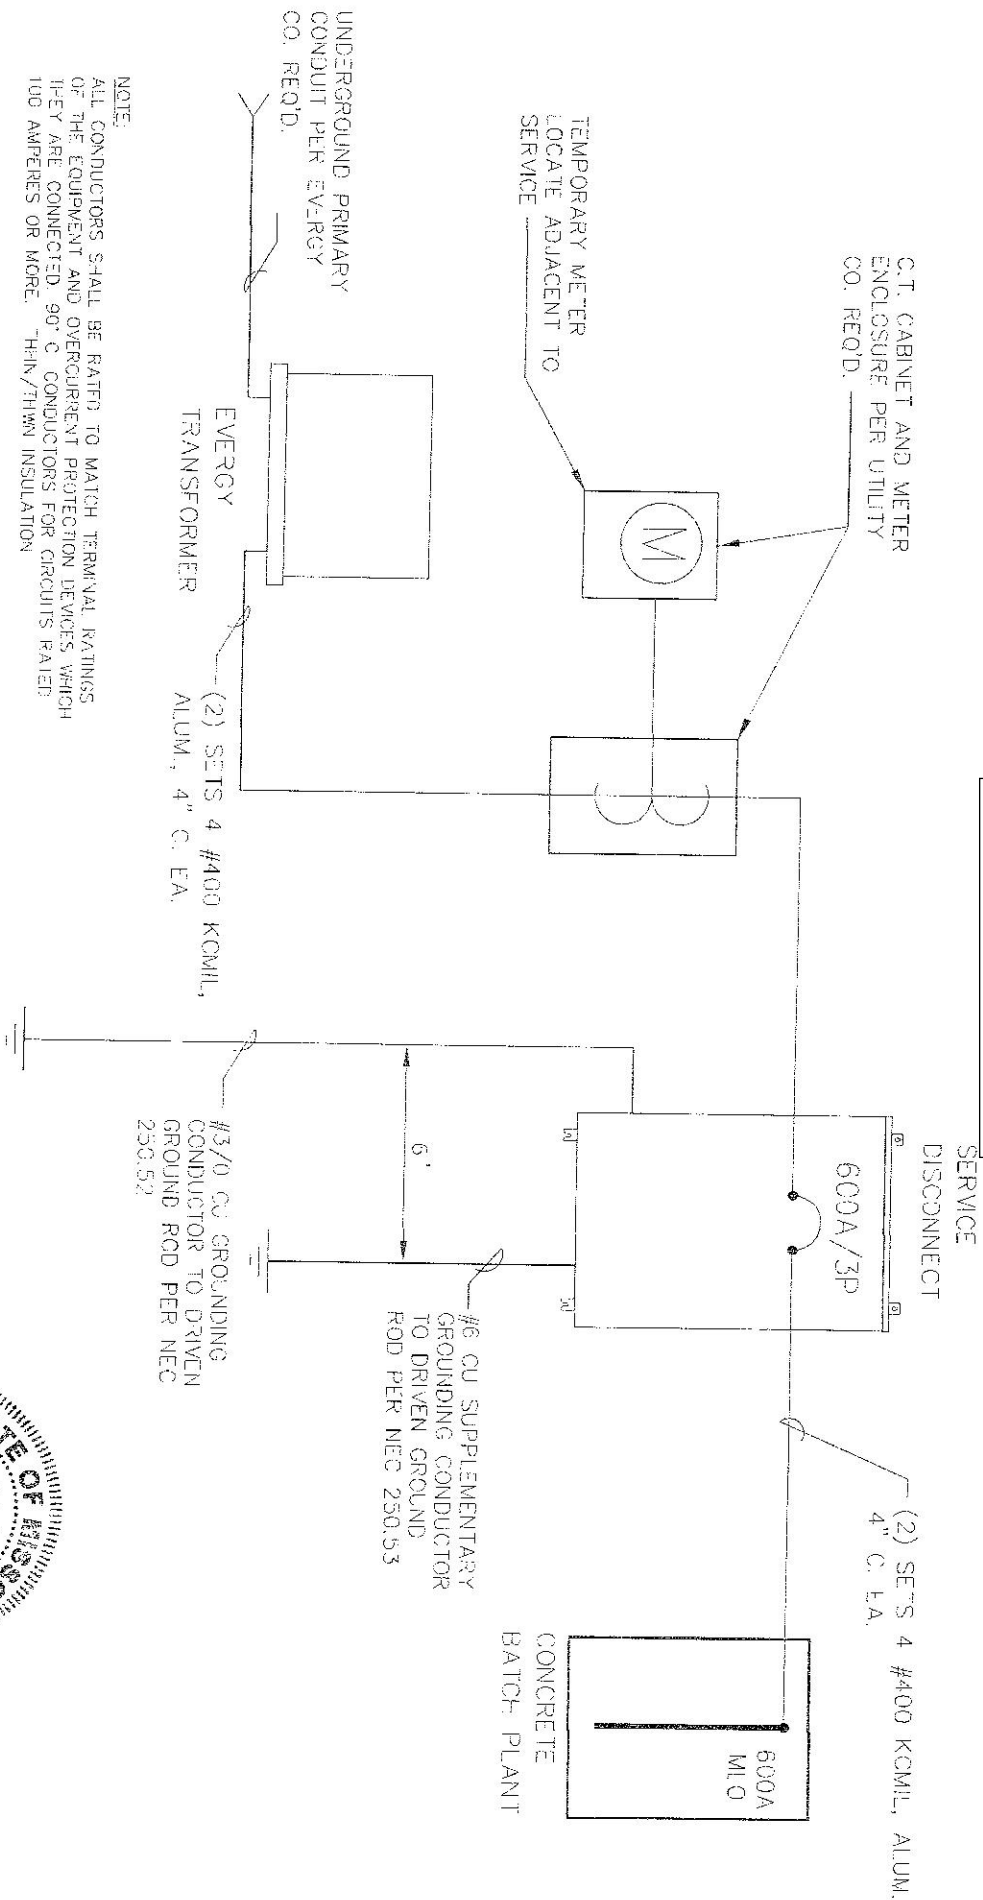 SERVICE
DISCONNECT
C.T. CABINET AND METER
ENCLOSURE PER UTILITY
CO. REQ'D.
TEMPORARY METER
LOCATE ADJACENT TO
SERVICE
M
600A/3P
(2) SETS 4 #400 KCMIL, ALUM.
4" C. EA.
600A
MLO
CONCRETE
BATCH PLANT
UNDERGROUND PRIMARY
CONDUIT PER EVERGY
CO. REQ'D.
EVERGY
TRANSFORMER
(2) SETS 4 #400 KCMIL,
ALUM., 4" C. EA.
6'
#6 CU SUPPLEMENTARY
GROUNDING CONDUCTOR
TO DRIVEN GROUND
ROD PER NEC 250.53
#3/0 CU GROUNDING
CONDUCTOR TO DRIVEN
GROUND ROD PER NEC
250.52
NOTE:
ALL CONDUCTORS SHALL BE RATED TO MATCH TERMINAL RATINGS
OF THE EQUIPMENT AND OVERCURRENT PROTECTION DEVICES WHICH
THEY ARE CONNECTED. 90° C CONDUCTORS FOR CIRCUITS RATED
100 AMPERES OR MORE. THHN/THWN INSULATION
OF